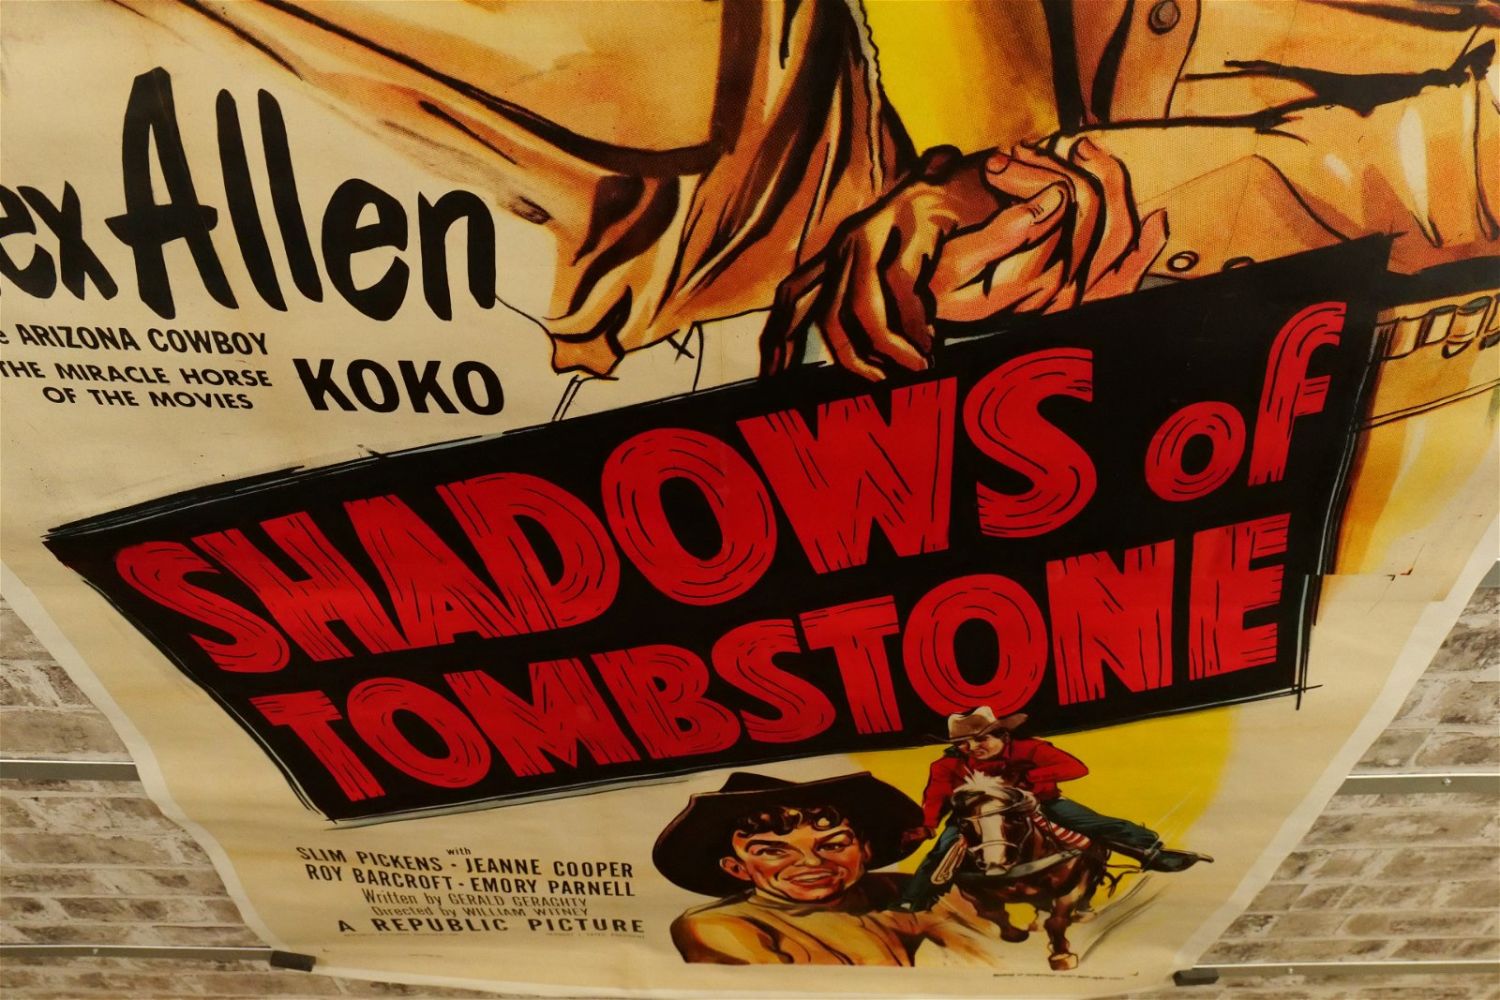 ex Allen
e ARIZONA COWBOY
THE MIRACLE HORSE
OF THE MOVIES
KOKO
SHADOWS of
TOMBSTONE
with
SLIM PICKENS · JEANNE COOPER
ROY BARCROFT · EMORY PARNELL
Written by GERALD GERAGHTY
Directed by WILLIAM WITNEY
A REPUBLIC PICTURE